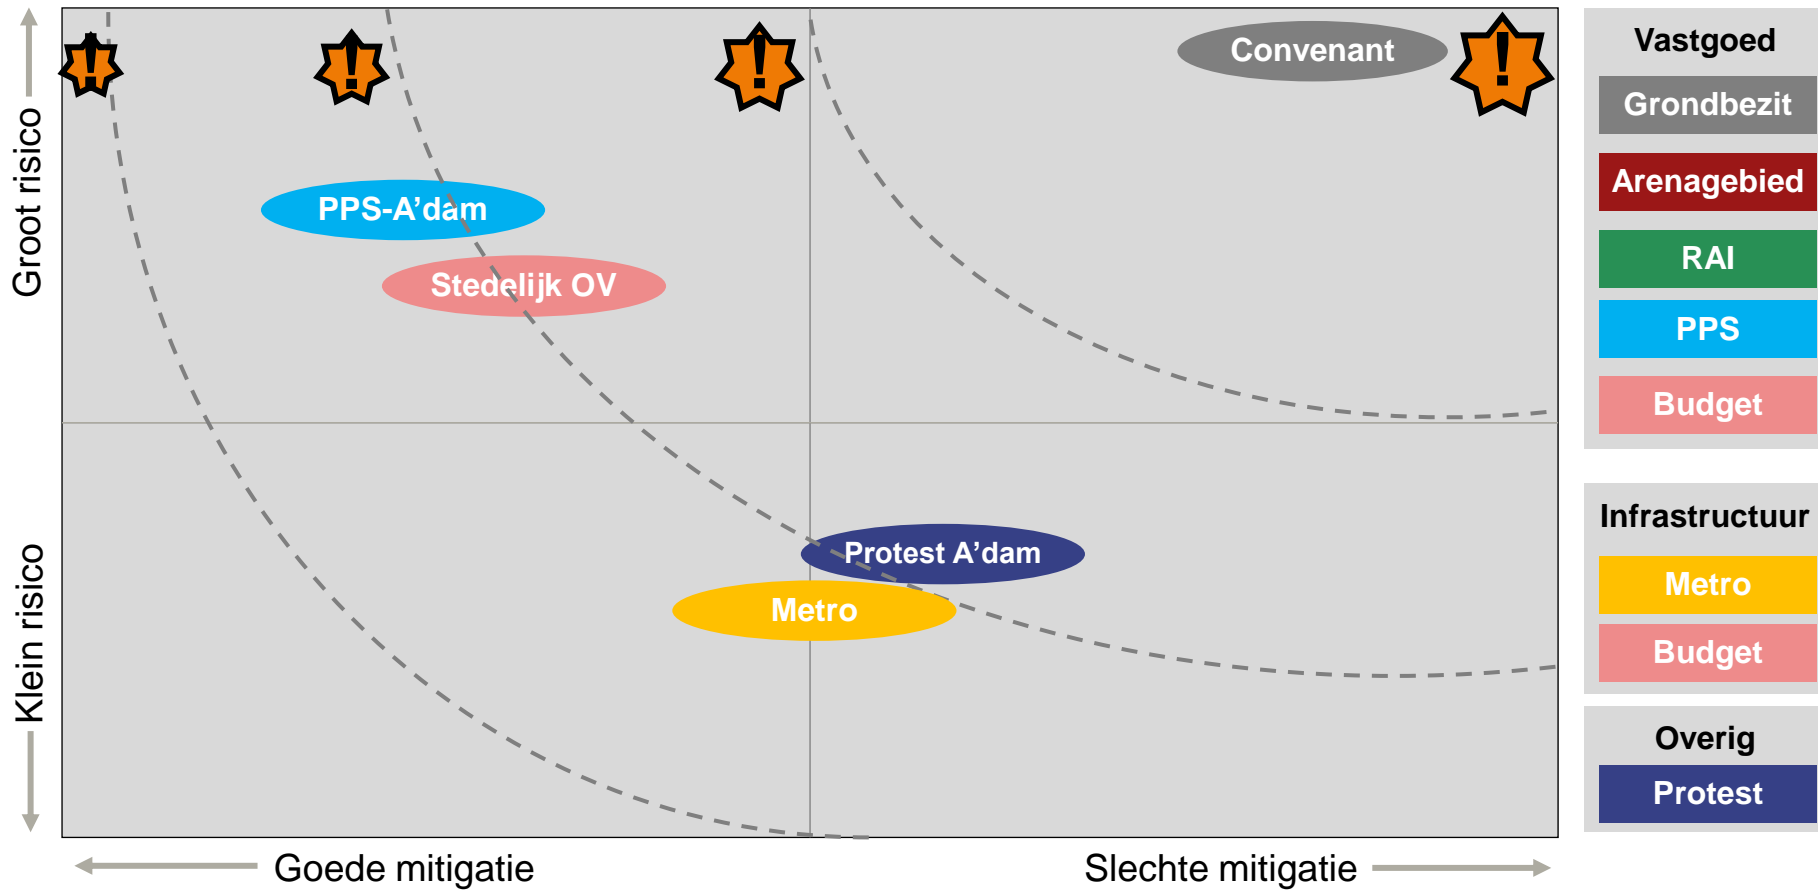 Groot risico
Klein risico
!
!
!
!
Convenant
PPS-A’dam
Stedelijk OV
Protest A’dam
Metro
Goede mitigatie
Slechte mitigatie
Vastgoed
Grondbezit
Arenagebied
RAI
PPS
Budget
Infrastructuur
Metro
Budget
Overig
Protest